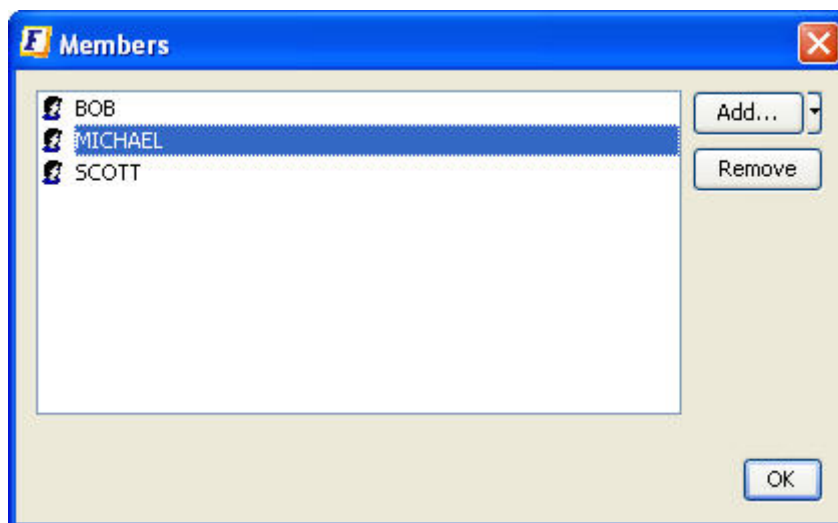 F Members
BOB
MICHAEL
SCOTT
Add...
Remove
OK